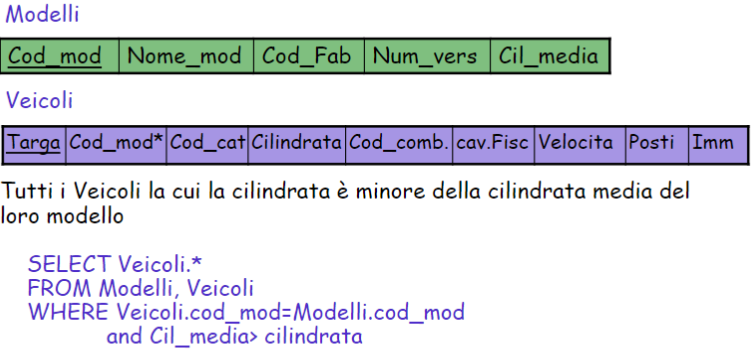 Modelli
Cod_mod Nome_mod Cod_Fab Num_vers Cil_media
Veicoli
Targa Cod_mod* Cod_cat Cilindrata Cod_comb. cav.Fisc Velocita Posti Imm
Tutti i Veicoli la cui la cilindrata è minore della cilindrata media del
loro modello
SELECT Veicoli.*
FROM Modelli, Veicoli
WHERE Veicoli.cod_mod=Modelli.cod_mod
and Cil_media> cilindrata